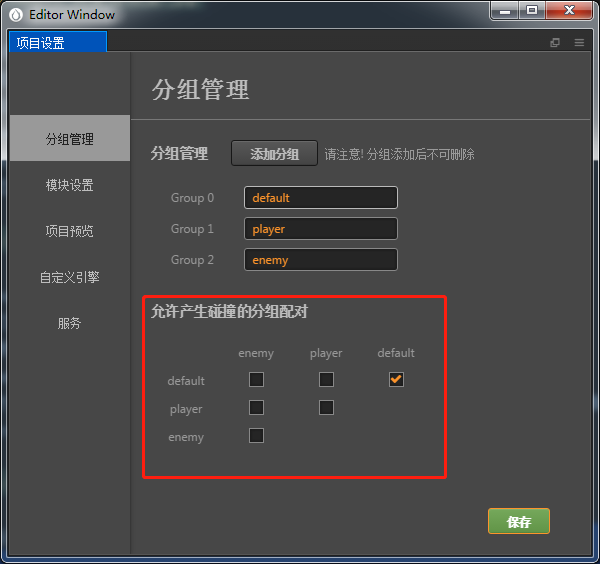 Editor Window
项目设置
分组管理
模块设置
项目预览
自定义引擎
服务
分组管理
分组管理 添加分组 请注意! 分组添加后不可删除
Group 0 default
Group 1 player
Group 2 enemy
允许产生碰撞的分组配对
enemy player default
default
player
enemy
保存